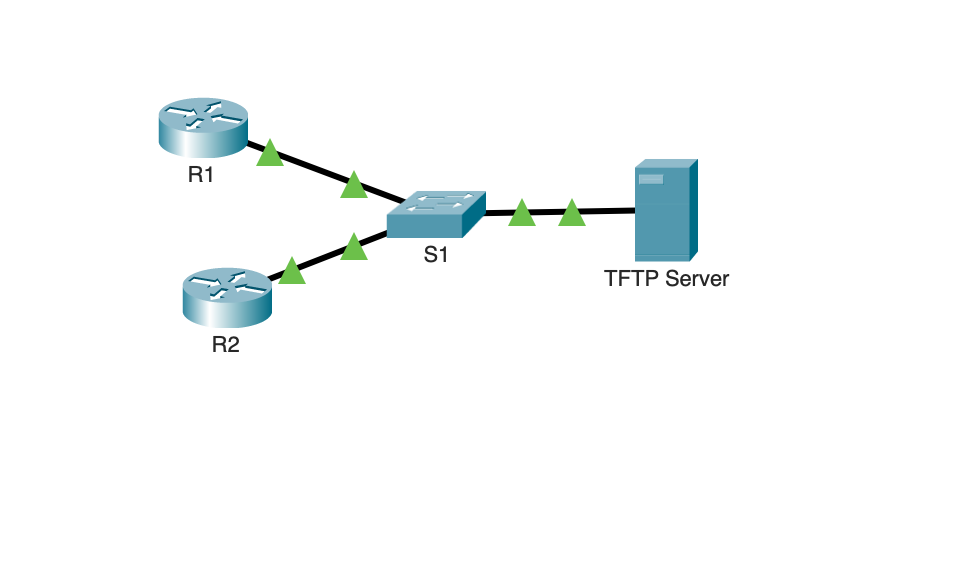 R1
S1
TFTP Server
R2